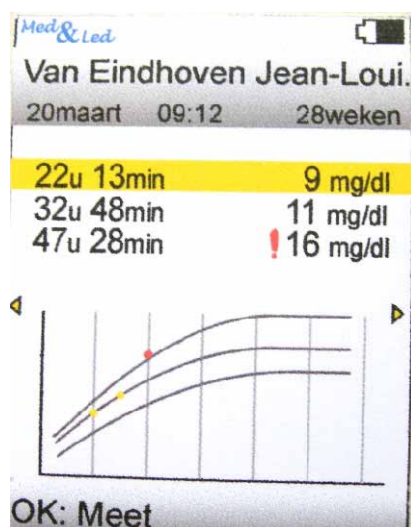 Med&Led
Van Eindhoven Jean-Loui.
20maart 09:12 28weken
22u 13min 9 mg/dl
32u 48min 11 mg/dl
47u 28min !16 mg/dl
OK: Meet